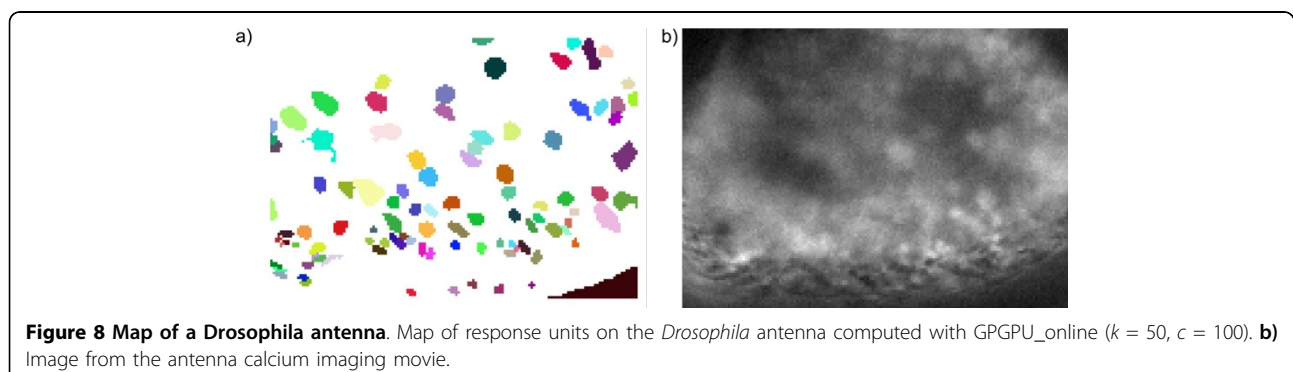 a)
b)
Figure 8 Map of a Drosophila antenna. Map of response units on the Drosophila antenna computed with GPGPU_online (k = 50, c = 100). b)
Image from the antenna calcium imaging movie.